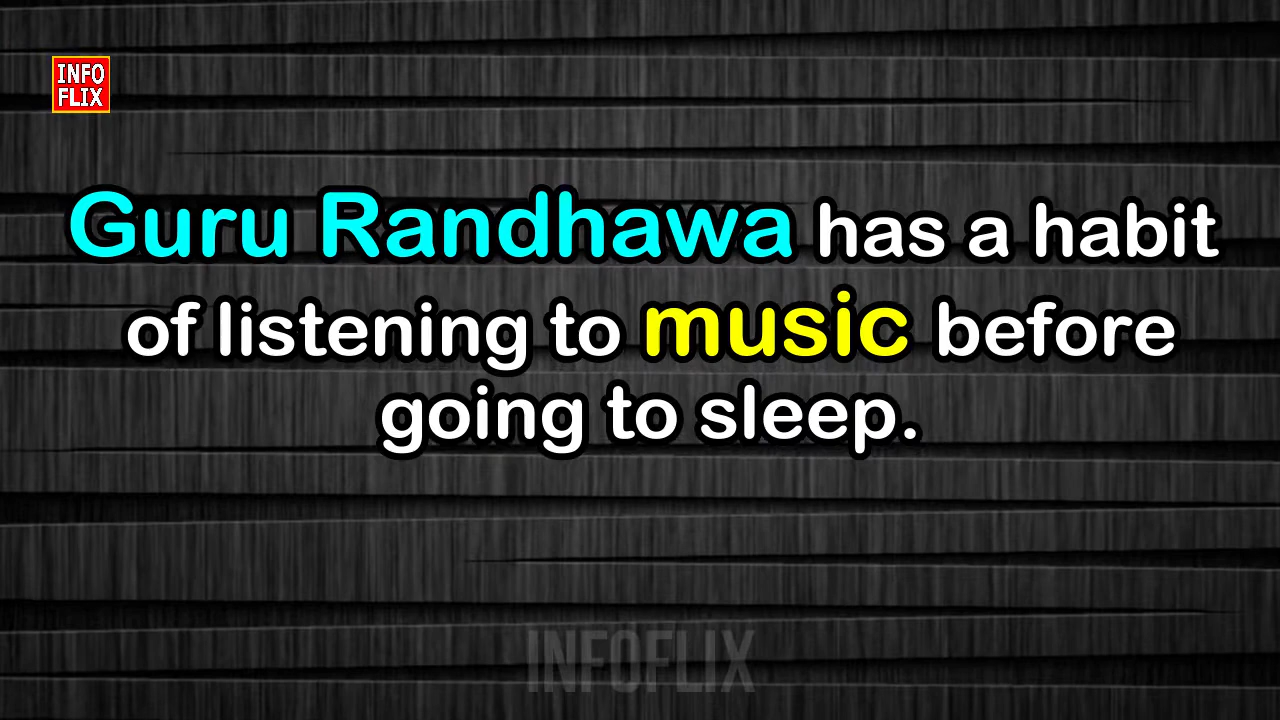 INFO
FLIX
Guru Randhawa has a habit
of listening to music before
going to sleep.
INFOFLIX